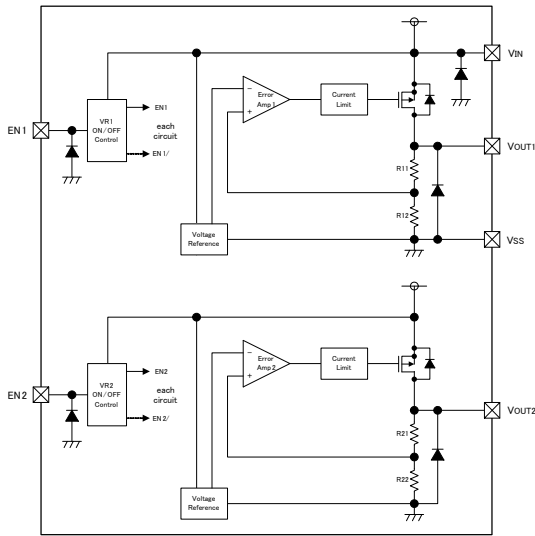 VIN
Error
Amp 1
−
+
Current
Limit
EN1
VR1
ON/OFF
Control
EN1
each
circuit
EN1/
VOUT1
R11
R12
Voltage
Reference
VSS
EN2
VR2
ON/OFF
Control
EN2
each
circuit
EN2/
Error
Amp 2
−
+
Current
Limit
VOUT2
R21
R22
Voltage
Reference